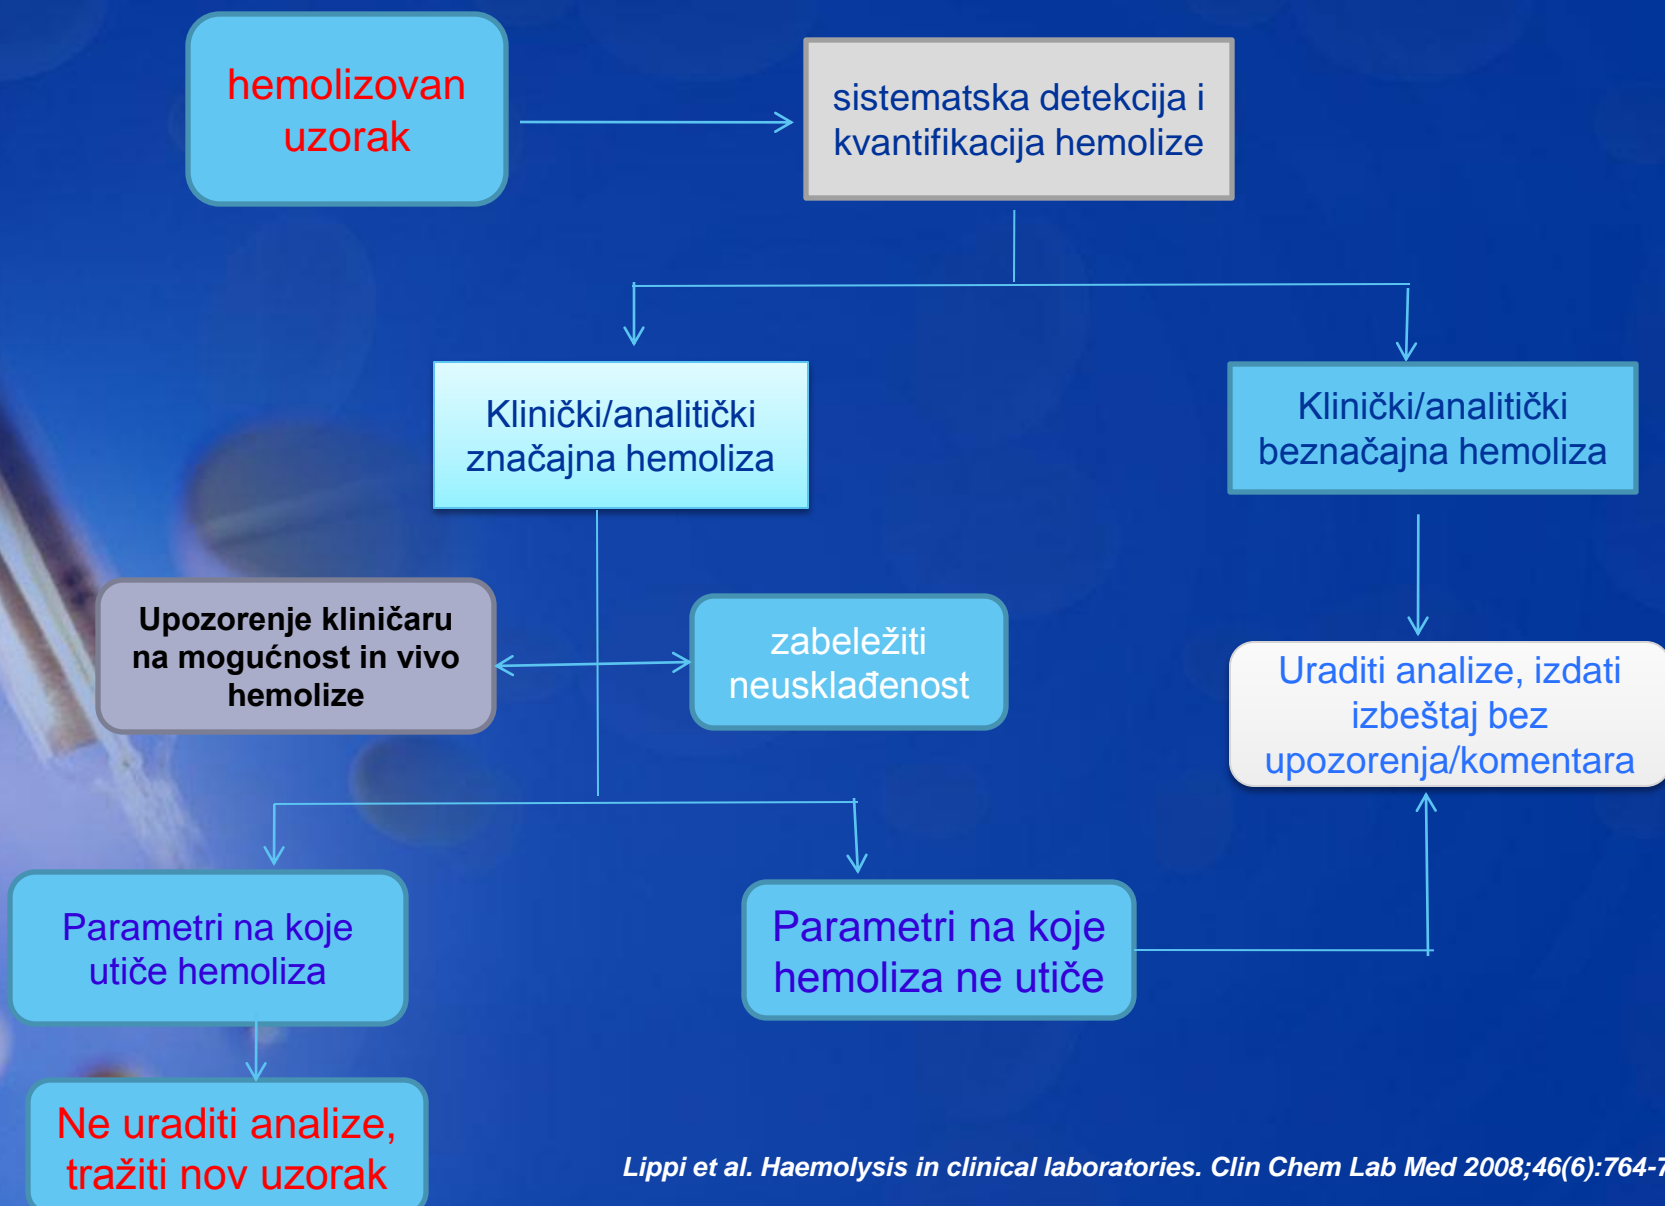 hemolizovan
uzorak
sistematska detekcija i
kvantifikacija hemolize
Klinički/analitički
značajna hemoliza
Klinički/analitički
beznačajna hemoliza
Upozorenje kliničaru
na mogućnost in vivo
hemolize
zabeležiti
neusklađenost
Uraditi analize, izdati
izbeštaj bez
upozorenja/komentara
Parametri na koje
utiče hemoliza
Parametri na koje
hemoliza ne utiče
Ne uraditi analize,
tražiti nov uzorak
Lippi et al. Haemolysis in clinical laboratories. Clin Chem Lab Med 2008;46(6):764-7